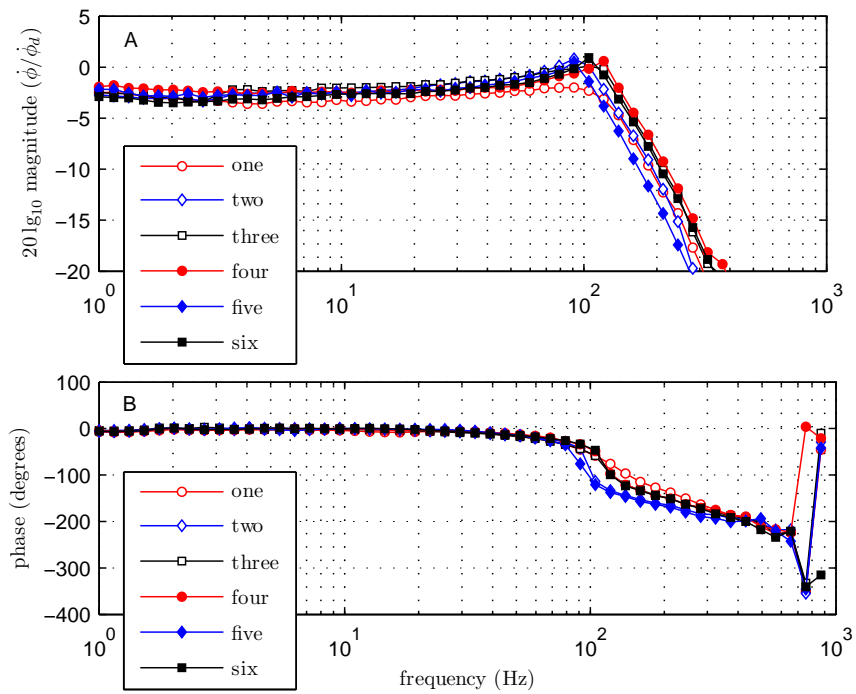 A
5
0
−5
−10
−15
−20
20 lg10 magnitude (ϕ̇/ϕ̇d)
one
two
three
four
five
six
10^0
10^1
10^2
10^3
B
100
0
−100
−200
−300
−400
phase (degrees)
one
two
three
four
five
six
10^0
10^1
10^2
10^3
frequency (Hz)